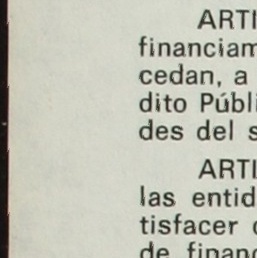 ARTI
financiam
cedan, a
dito Públi
des del s
ARTI
las entid
tisfacer
de financ